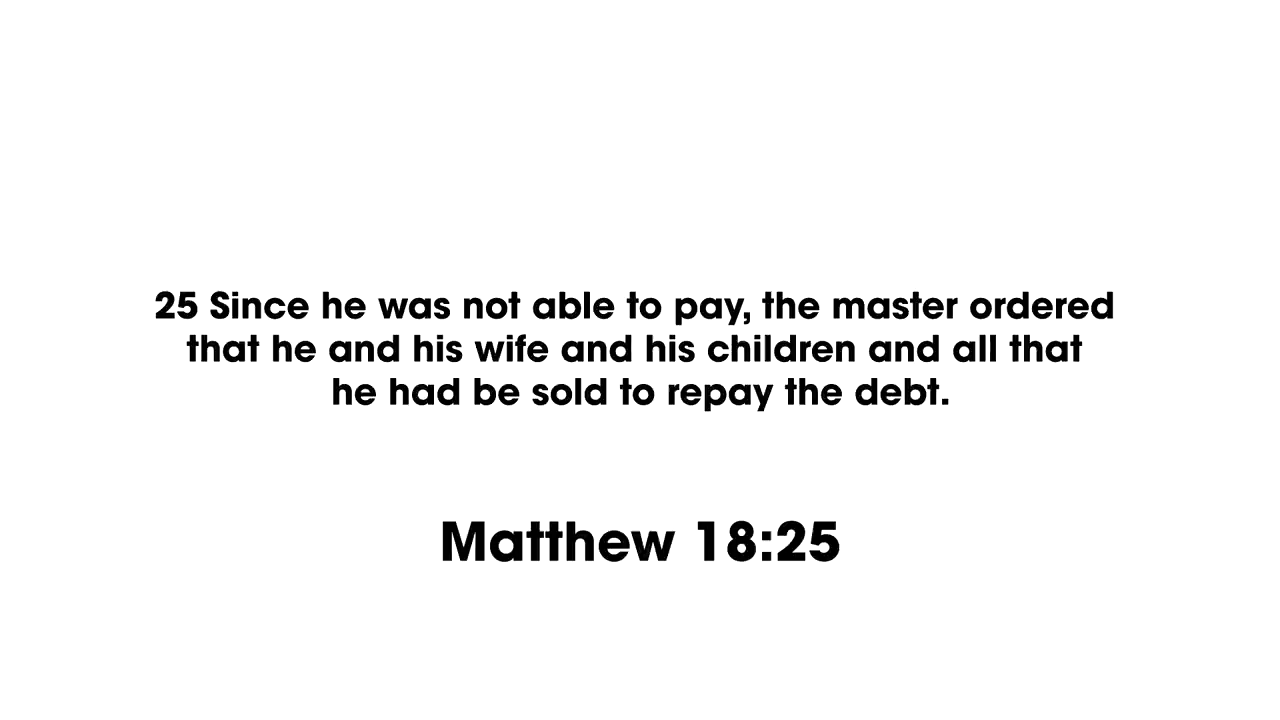 25 Since he was not able to pay, the master ordered
that he and his wife and his children and all that
he had be sold to repay the debt.
Matthew 18:25